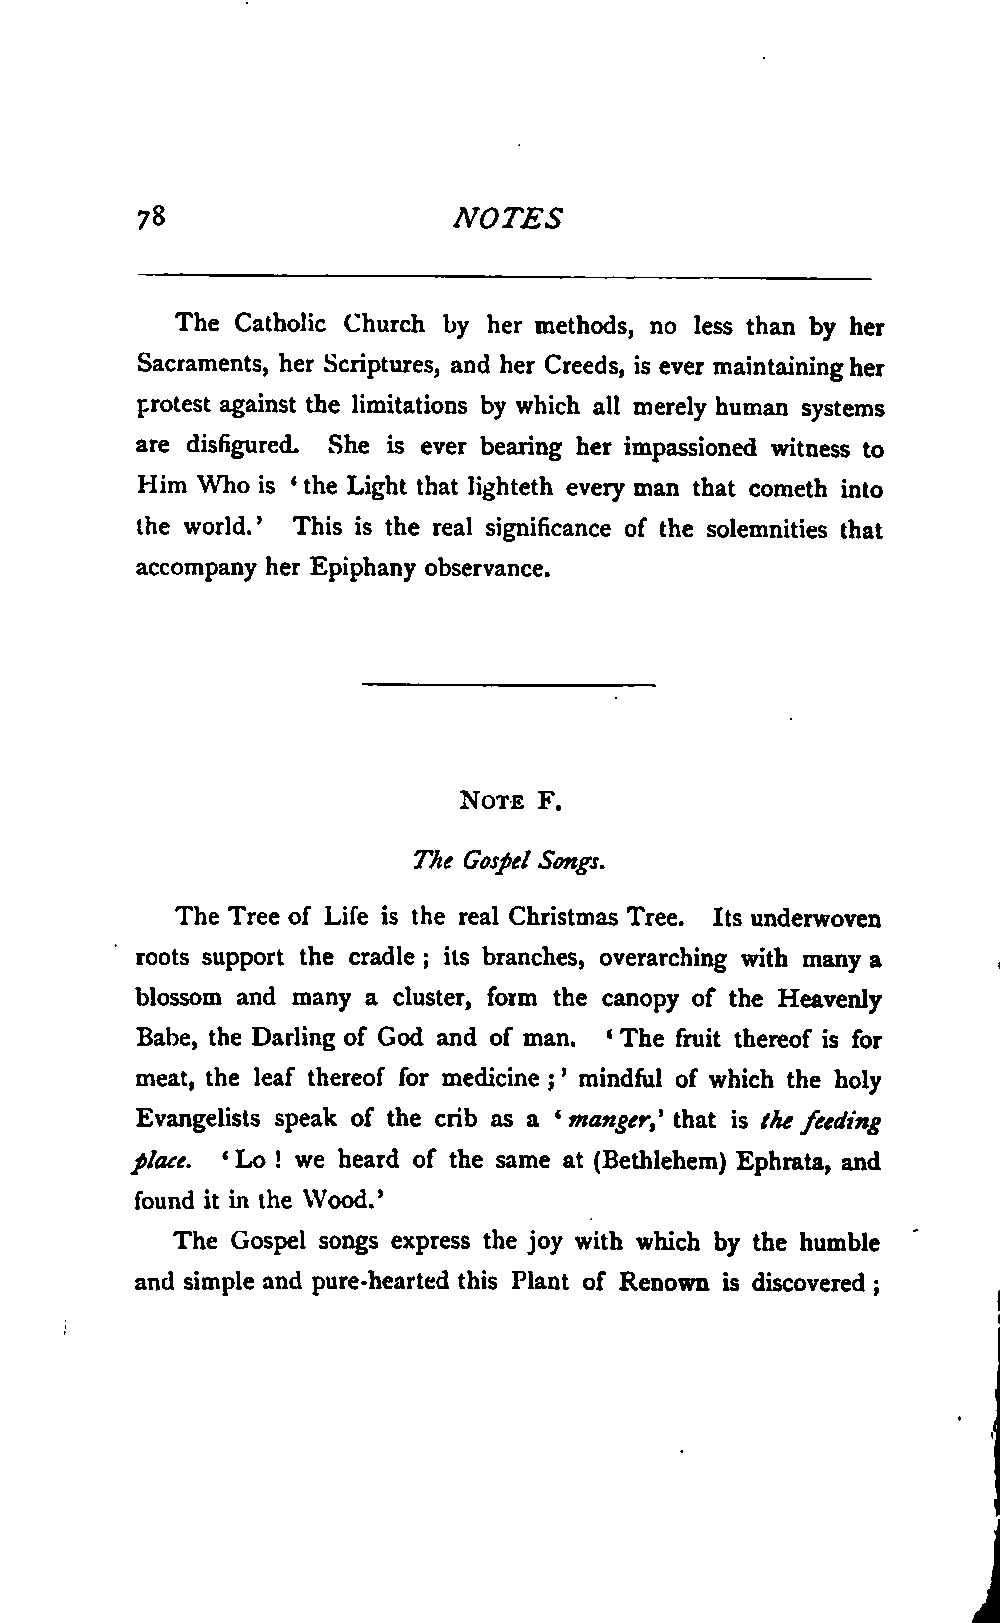 78 NOTES
The Catholic Church by her methods, no less than by her
Sacraments, her Scriptures, and her Creeds, is ever maintaining her
protest against the limitations by which all merely human systems
are disfigured. She is ever bearing her impassioned witness to
Him Who is ‘the Light that lighteth every man that cometh into
the world.’ This is the real significance of the solemnities that
accompany her Epiphany observance.
NOTE F.
The Gospel Songs.
The Tree of Life is the real Christmas Tree. Its underwoven
roots support the cradle ; its branches, overarching with many a
blossom and many a cluster, form the canopy of the Heavenly
Babe, the Darling of God and of man. ‘The fruit thereof is for
meat, the leaf thereof for medicine ;’ mindful of which the holy
Evangelists speak of the crib as a ‘manger,’ that is the feeding
place. ‘Lo ! we heard of the same at (Bethlehem) Ephrata, and
found it in the Wood.’
The Gospel songs express the joy with which by the humble
and simple and pure-hearted this Plant of Renown is discovered ;